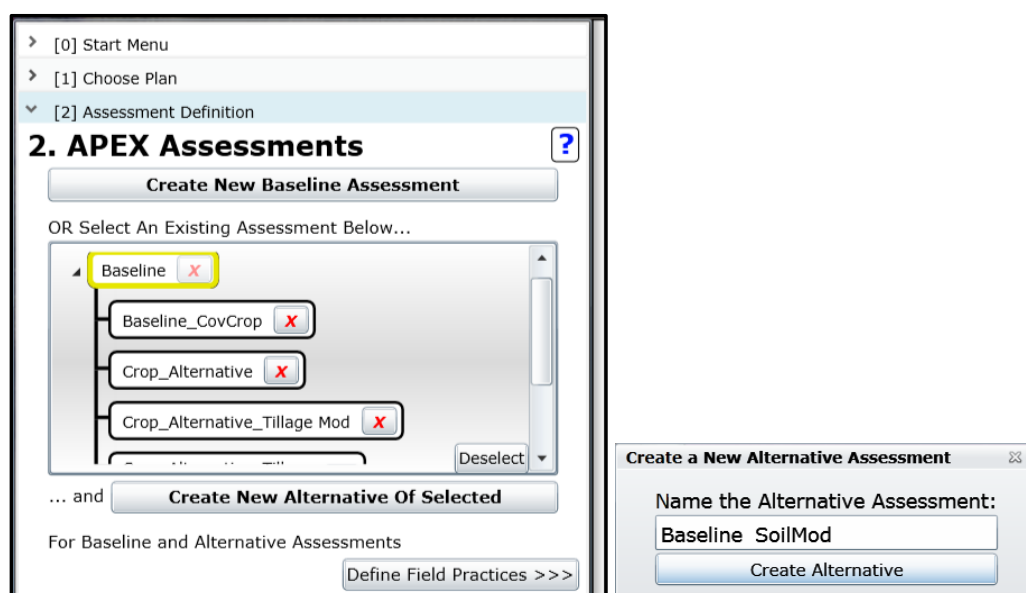 [0] Start Menu
[1] Choose Plan
[2] Assessment Definition
2. APEX Assessments ?
Create New Baseline Assessment
OR Select An Existing Assessment Below...
Baseline X
Baseline_CovCrop X
Crop_Alternative X
Crop_Alternative_Tillage Mod X
Deselect
... and Create New Alternative Of Selected
For Baseline and Alternative Assessments
Define Field Practices >>>
Create a New Alternative Assessment
Name the Alternative Assessment:
Baseline SoilMod
Create Alternative